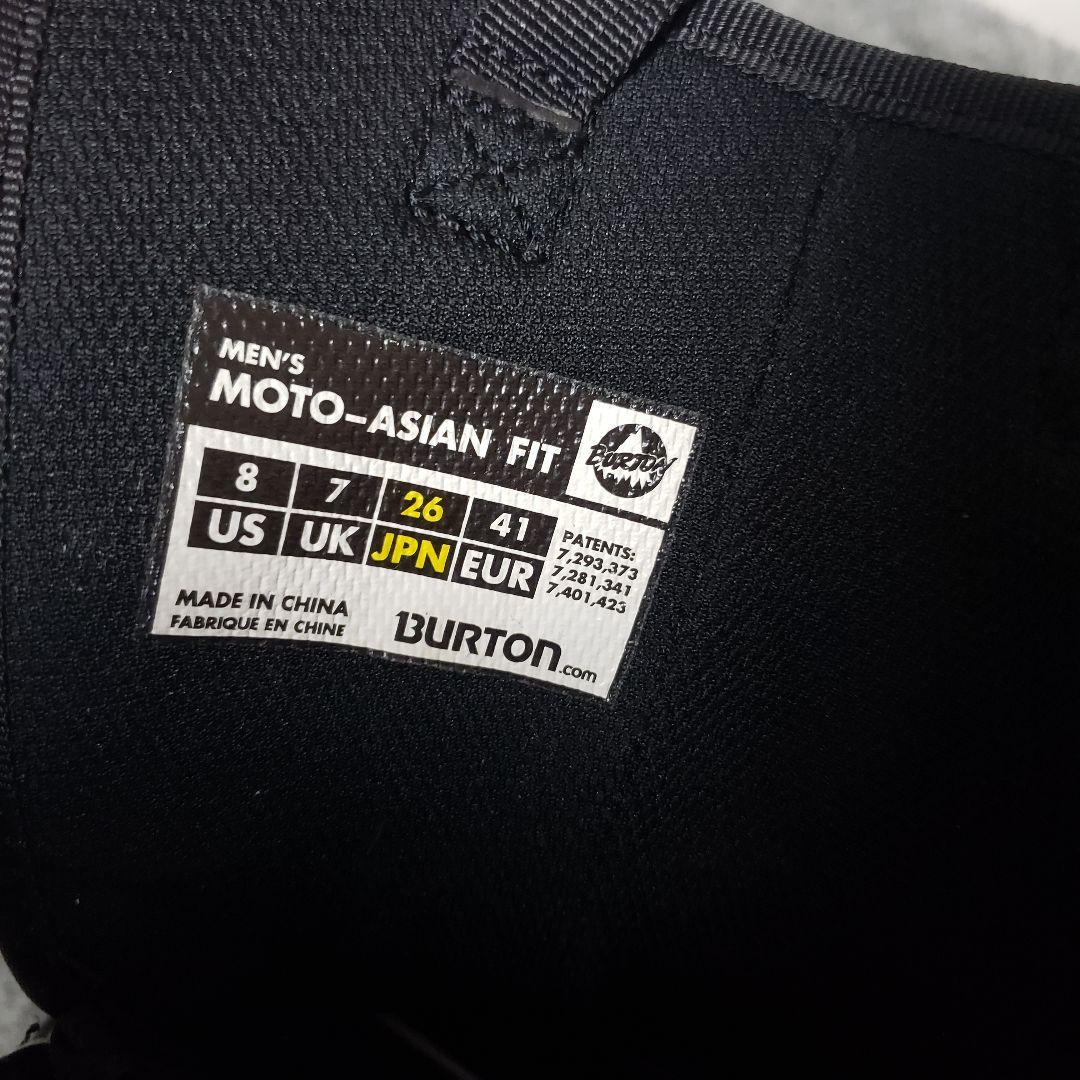 MEN'S
MOTO-ASIAN FIT
BURTON
8 7 26 41
US UK JPN EUR
PATENTS:
7,293,373
7,281,341
7,401,423
MADE IN CHINA
FABRIQUE EN CHINE
BURTON.com